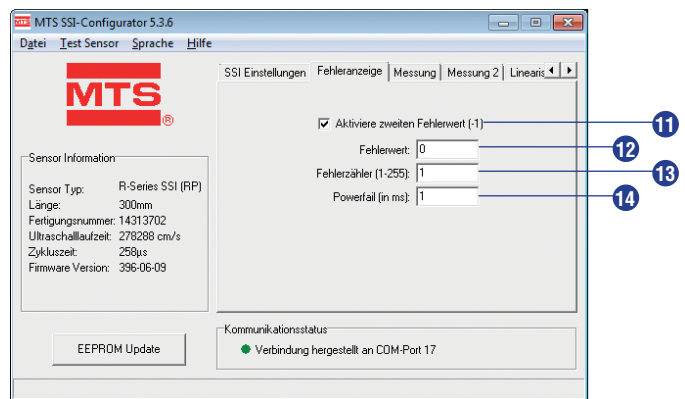 MTS SSI-Configurator 5.3.6
Datei Test Sensor Sprache Hilfe
MTS
®
Sensor Information
Sensor Typ: R-Series SSI (RP)
Länge: 300mm
Fertigungsnummer: 14313702
Ultraschalllaufzeit: 278288 cm/s
Zykluszeit: 258µs
Firmware Version: 396-06-09
EEPROM Update
SSI Einstellungen Fehleranzeige Messung Messung 2 Linearis
Aktiviere zweiten Fehlerwert (-1) 11
Fehlerwert: 0 12
Fehlerzähler (1-255): 1 13
Powerfail (in ms): 1 14
Kommunikationsstatus
Verbindung hergestellt an COM-Port 17